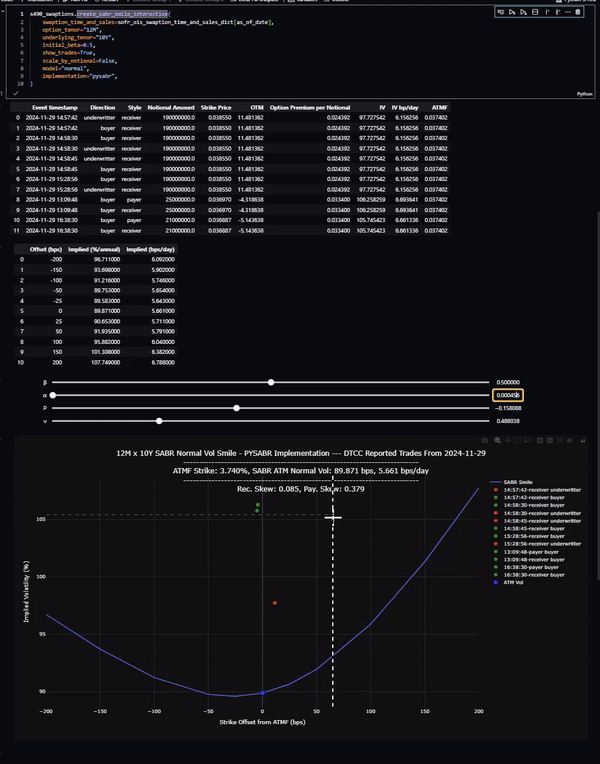 1 s490_swaptions.create_sabr_smile_interactive(
2 swaption_time_and_sales=sofr_ois_swaption_time_and_sales_dict[as_of_date],
3 option_tenor="12M",
4 underlying_tenor="10Y",
5 initial_beta=0.5,
6 show_trades=True,
7 scale_by_notional=False,
8 model="normal",
9 implementation="pysabr",
10 )
Python
Event timestamp Direction Style Notional Amount Strike Price OTM Option Premium per Notional IV IV bp/day ATMF
0 2024-11-29 14:57:42 underwritter receiver 190000000.0 0.038550 11.481362 0.024392 97.727542 6.156256 0.037402
1 2024-11-29 14:57:42 buyer receiver 190000000.0 0.038550 11.481362 0.024392 97.727542 6.156256 0.037402
2 2024-11-29 14:58:30 buyer receiver 190000000.0 0.038550 11.481362 0.024392 97.727542 6.156256 0.037402
3 2024-11-29 14:58:30 underwritter receiver 190000000.0 0.038550 11.481362 0.024392 97.727542 6.156256 0.037402
4 2024-11-29 14:58:45 underwritter receiver 190000000.0 0.038550 11.481362 0.024392 97.727542 6.156256 0.037402
5 2024-11-29 14:58:45 buyer receiver 190000000.0 0.038550 11.481362 0.024392 97.727542 6.156256 0.037402
6 2024-11-29 15:28:56 buyer receiver 190000000.0 0.038550 11.481362 0.024392 97.727542 6.156256 0.037402
7 2024-11-29 15:28:56 underwritter receiver 190000000.0 0.038550 11.481362 0.024392 97.727542 6.156256 0.037402
8 2024-11-29 13:09:48 buyer payer 25000000.0 0.036970 -4.318638 0.033400 106.258259 6.693641 0.037402
9 2024-11-29 13:09:48 buyer receiver 25000000.0 0.036970 -4.318638 0.033400 106.258259 6.693641 0.037402
10 2024-11-29 16:38:30 buyer payer 21000000.0 0.036887 -5.143638 0.033400 105.745423 6.661336 0.037402
11 2024-11-29 16:38:30 buyer receiver 21000000.0 0.036887 -5.143638 0.033400 105.745423 6.661336 0.037402
Offset (bps) Implied (%/annual) Implied (bps/day)
0 -200 96.711000 6.092000
1 -150 93.698000 5.902000
2 -100 91.216000 5.746000
3 -50 89.753000 5.654000
4 -25 89.583000 5.643000
5 0 89.871000 5.661000
6 25 90.653000 5.711000
7 50 91.935000 5.791000
8 100 95.882000 6.040000
9 150 101.308000 6.382000
10 200 107.749000 6.788000
β 0.500000
α
ρ −0.158088
ν 0.488038
12M x 10Y SABR Normal Vol Smile - PYSABR Implementation --- DTCC Reported Trades From 2024-11-29
ATMF Strike: 3.740%, SABR ATM Normal Vol: 89.871 bps, 5.661 bps/day
Rec. Skew: 0.085, Pay. Skew: 0.379
SABR Smile
14:57:42-receiver underwritter
14:57:42-receiver buyer
14:58:30-receiver buyer
14:58:30-receiver underwritter
14:58:45-receiver underwritter
14:58:45-receiver buyer
15:28:56-receiver buyer
15:28:56-receiver underwritter
13:09:48-payer buyer
13:09:48-receiver buyer
16:38:30-payer buyer
16:38:30-receiver buyer
ATM Vol
Implied Volatility (%)
105
100
95
90
−200 −150 −100 −50 0 50 100 150 200
Strike Offset from ATMF (bps)